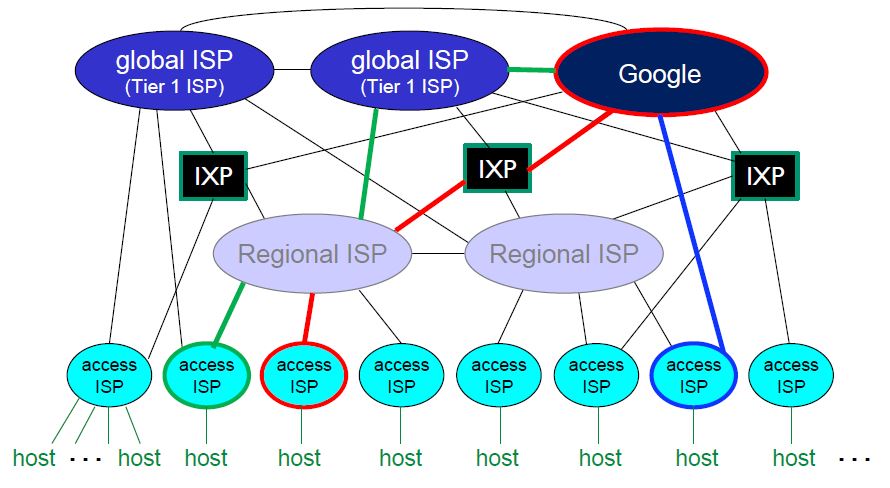 global ISP
(Tier 1 ISP)
global ISP
(Tier 1 ISP)
Google
IXP
IXP
IXP
Regional ISP
Regional ISP
access
ISP
access
ISP
access
ISP
access
ISP
access
ISP
access
ISP
access
ISP
access
ISP
host ... host host host host host host host host ...